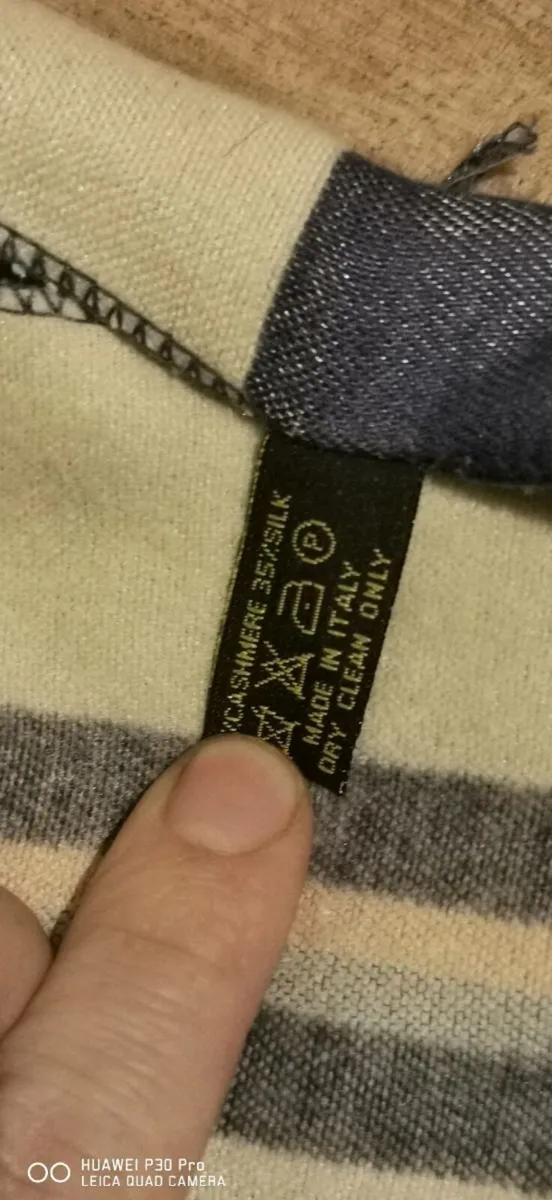 %CASHMERE 35%SILK
P
MADE IN ITALY
DRY CLEAN ONLY
HUAWEI P30 Pro
LEICA QUAD CAMERA